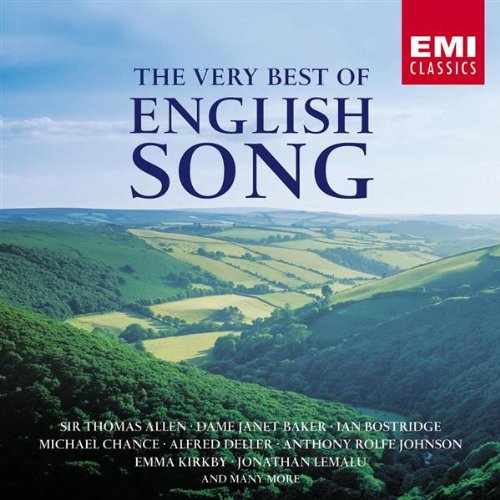 EMI
CLASSICS
THE VERY BEST OF
ENGLISH
SONG
SIR THOMAS ALLEN · DAME JANET BAKER · IAN BOSTRIDGE
MICHAEL CHANCE · ALFRED DELLER · ANTHONY ROLFE JOHNSON
EMMA KIRKBY · JONATHAN LEMALU
AND MANY MORE